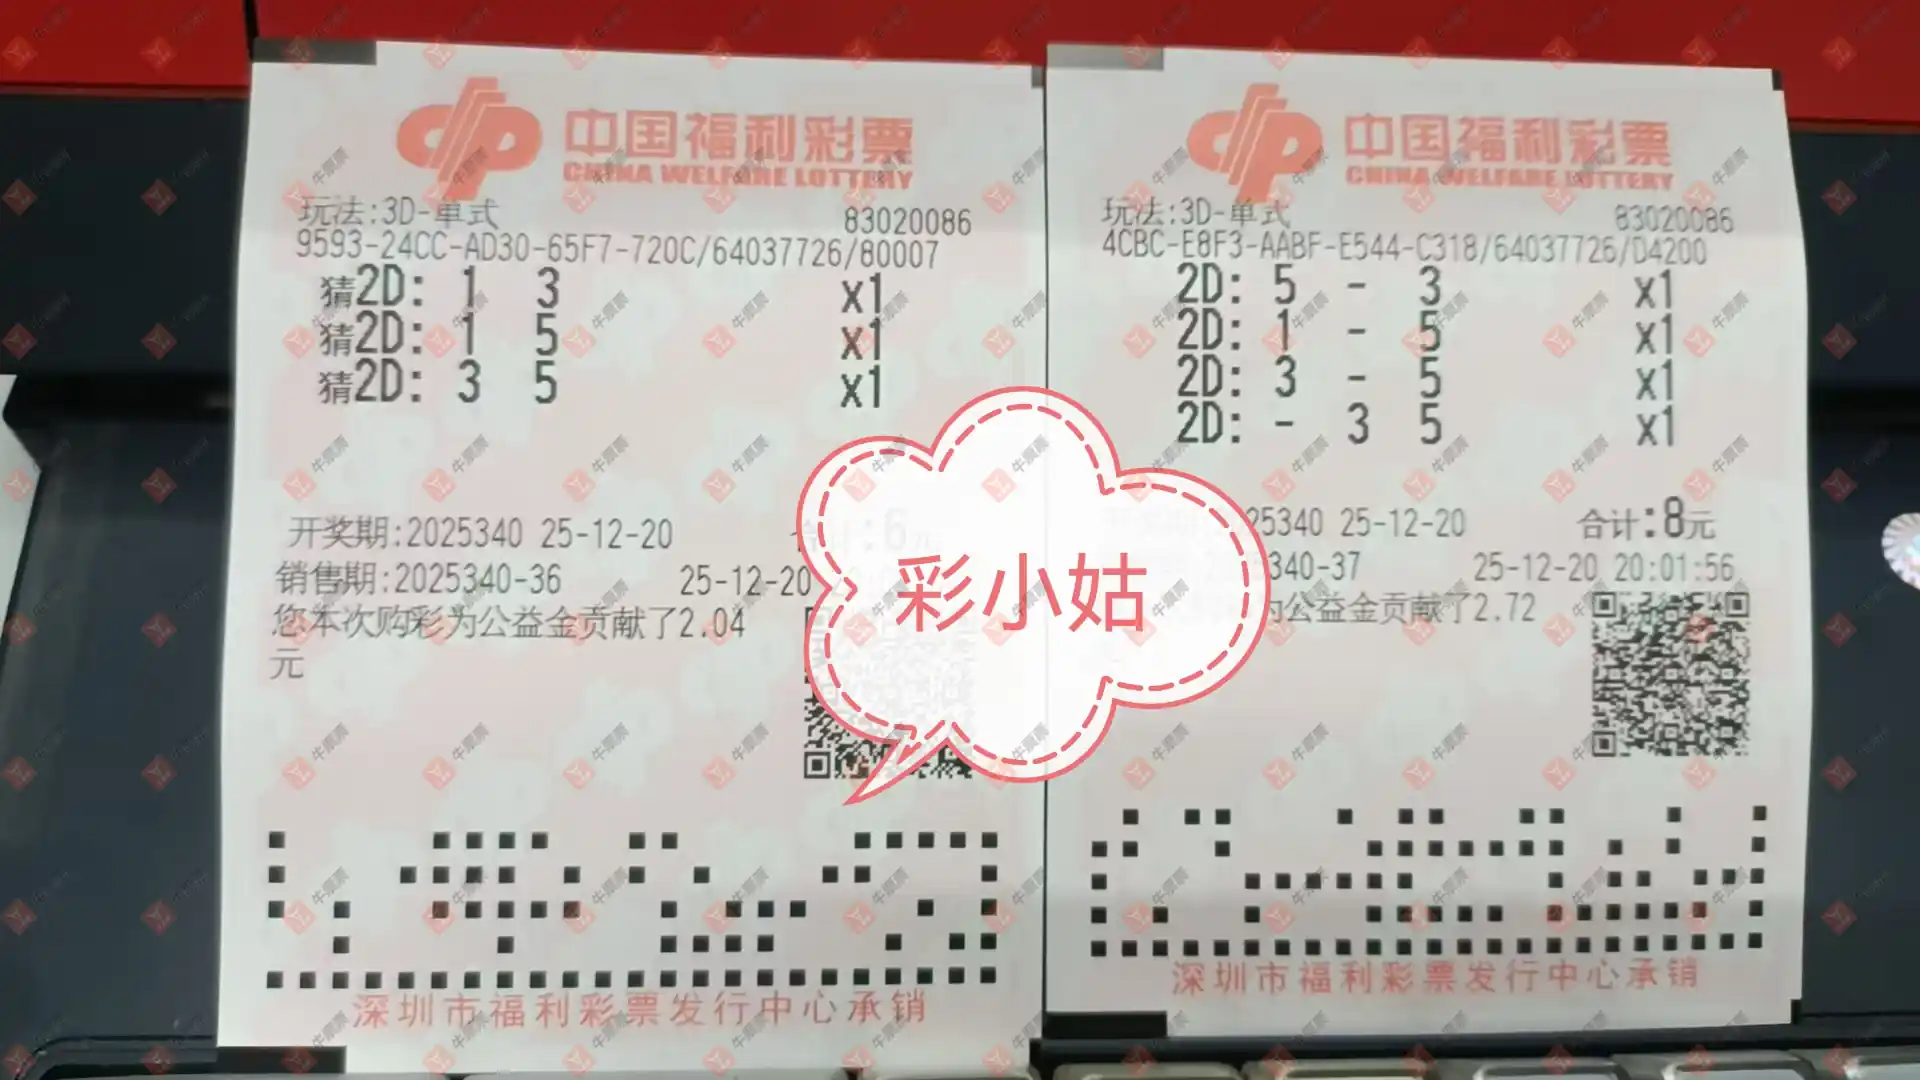 中国福利彩票
CHINA WELFARE LOTTERY
玩法:3D-单式
83020086
9593-24CC-AD30-65F7-720C/64037726/80007
猜2D: 1 3 x1
猜2D: 1 5 x1
猜2D: 3 5 x1
开奖期:2025340 25-12-20
合计:6元
销售期:2025340-36 25-12-20
您本次购彩为公益金贡献了2.04
元
深圳市福利彩票发行中心承销
中国福利彩票
CHINA WELFARE LOTTERY
玩法:3D-单式
83020086
4CBC-E8F3-AABF-E544-C318/64037726/D4200
2D: 5 - 3 x1
2D: 1 - 5 x1
2D: 3 - 5 x1
2D: - 3 5 x1
25340 25-12-20 合计:8元
340-37 25-12-20 20:01:56
为公益金贡献了2.72
深圳市福利彩票发行中心承销
彩小姑